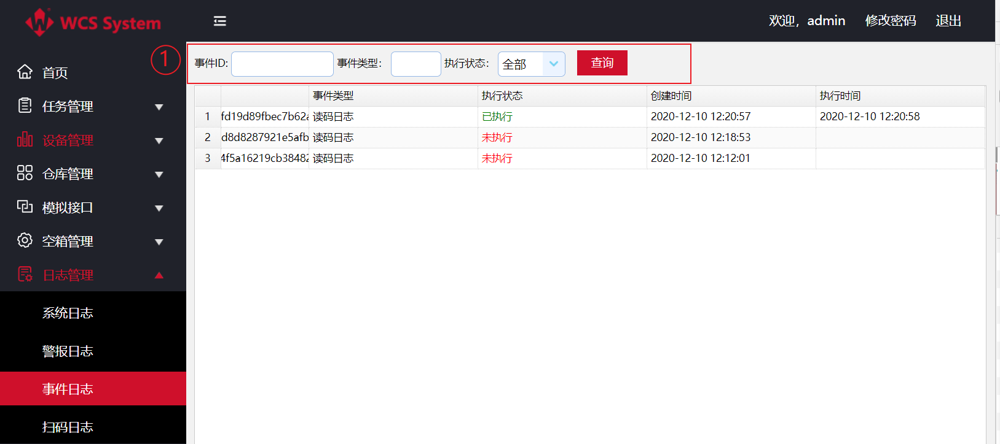 WCS System
欢迎，admin 修改密码 退出
①
事件ID: 事件类型： 执行状态： 全部 查询
首页
任务管理
设备管理
仓库管理
模拟接口
空箱管理
日志管理
系统日志
警报日志
事件日志
扫码日志
事件类型 执行状态 创建时间 执行时间
1 fd19d89fbec7b62a 读码日志 已执行 2020-12-10 12:20:57 2020-12-10 12:20:58
2 d8d8287921e5afb 读码日志 未执行 2020-12-10 12:18:53
3 4f5a16219cb38482 读码日志 未执行 2020-12-10 12:12:01